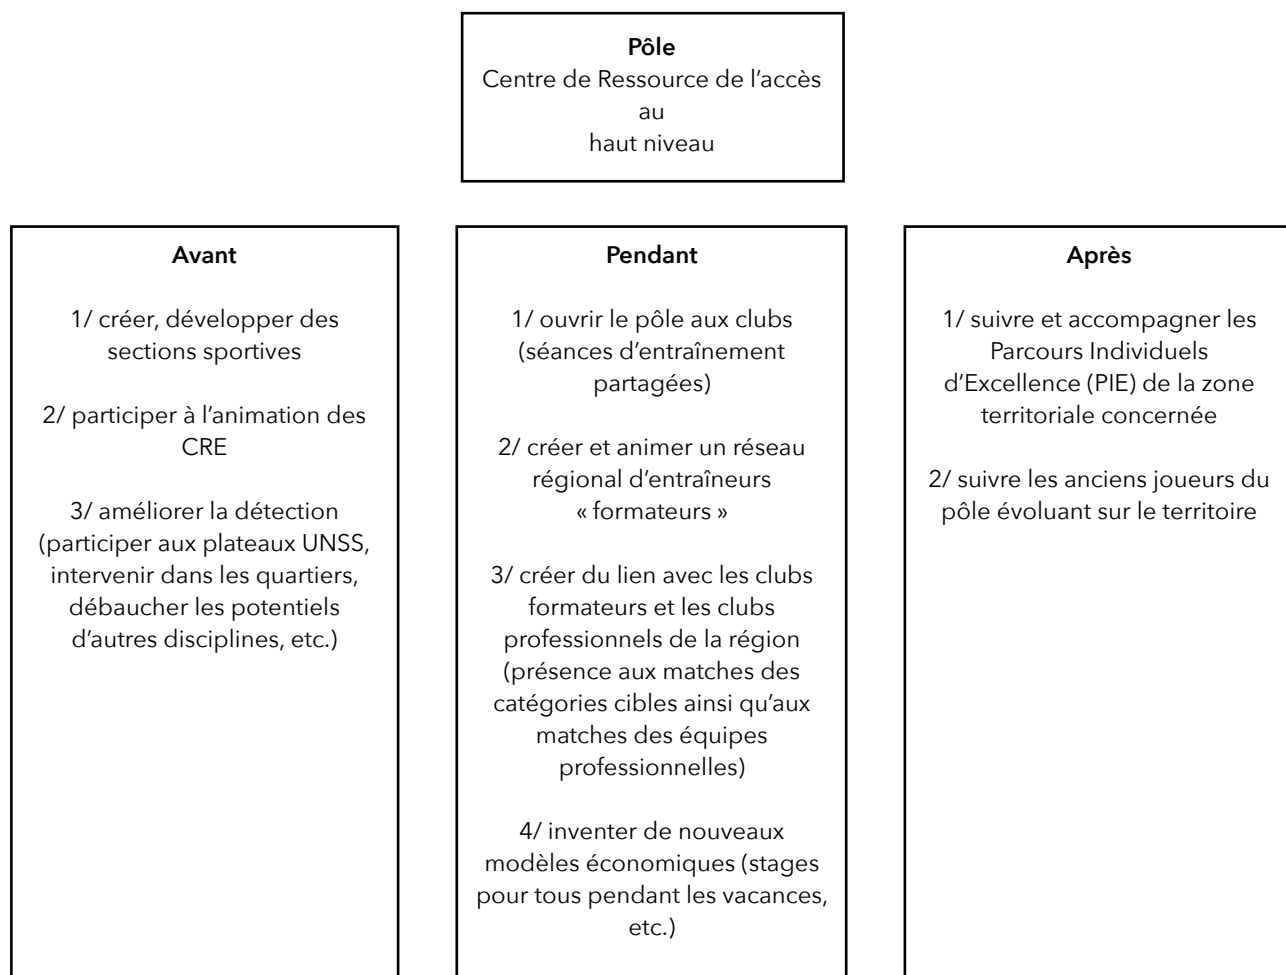 Pôle
Centre de Ressource de l’accès
au
haut niveau
Avant
1/ créer, développer des
sections sportives
2/ participer à l’animation des
CRE
3/ améliorer la détection
(participer aux plateaux UNSS,
intervenir dans les quartiers,
débaucher les potentiels
d’autres disciplines, etc.)
Pendant
1/ ouvrir le pôle aux clubs
(séances d’entraînement
partagées)
2/ créer et animer un réseau
régional d’entraîneurs
« formateurs »
3/ créer du lien avec les clubs
formateurs et les clubs
professionnels de la région
(présence aux matches des
catégories cibles ainsi qu’aux
matches des équipes
professionnelles)
4/ inventer de nouveaux
modèles économiques (stages
pour tous pendant les vacances,
etc.)
Après
1/ suivre et accompagner les
Parcours Individuels
d’Excellence (PIE) de la zone
territoriale concernée
2/ suivre les anciens joueurs du
pôle évoluant sur le territoire